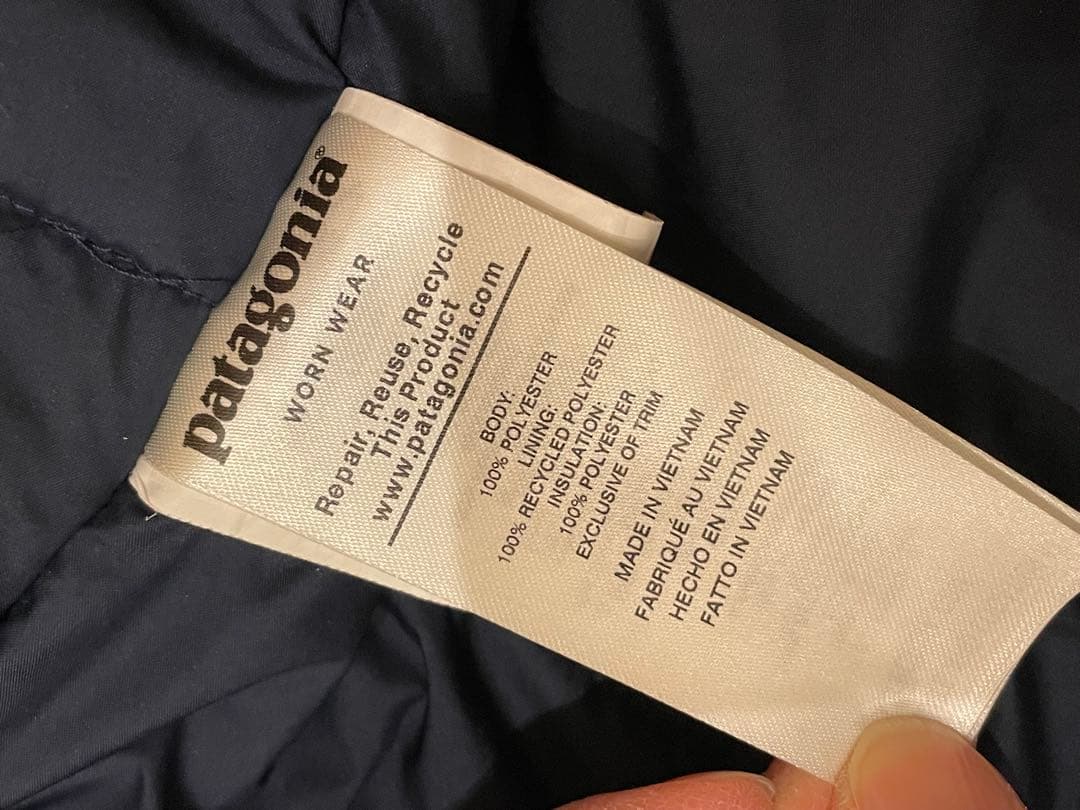 patagonia®
WORN WEAR
Repair, Reuse, Recycle
This Product
www.patagonia.com
BODY:
100% POLYESTER
LINING:
100% RECYCLED POLYESTER
INSULATION:
100% POLYESTER
EXCLUSIVE OF TRIM
MADE IN VIETNAM
FABRIQUÉ AU VIETNAM
HECHO EN VIETNAM
FATTO IN VIETNAM